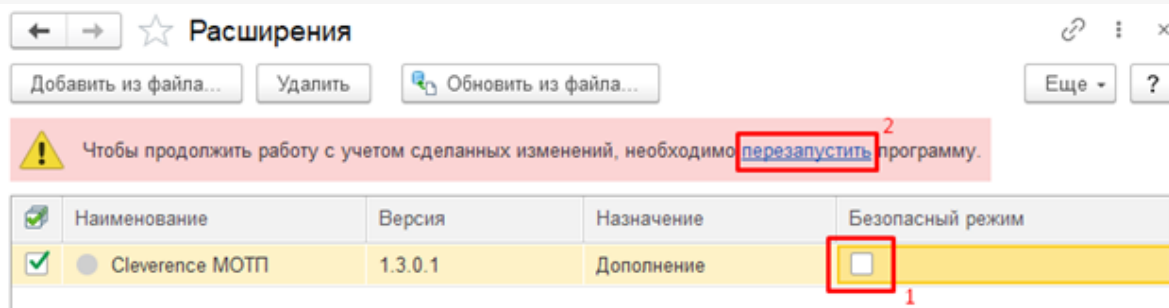 Расширения
Добавить из файла... Удалить Обновить из файла... Еще ?
2
Чтобы продолжить работу с учетом сделанных изменений, необходимо перезапустить программу.
Наименование Версия Назначение Безопасный режим
Cleverence МОТП 1.3.0.1 Дополнение
1